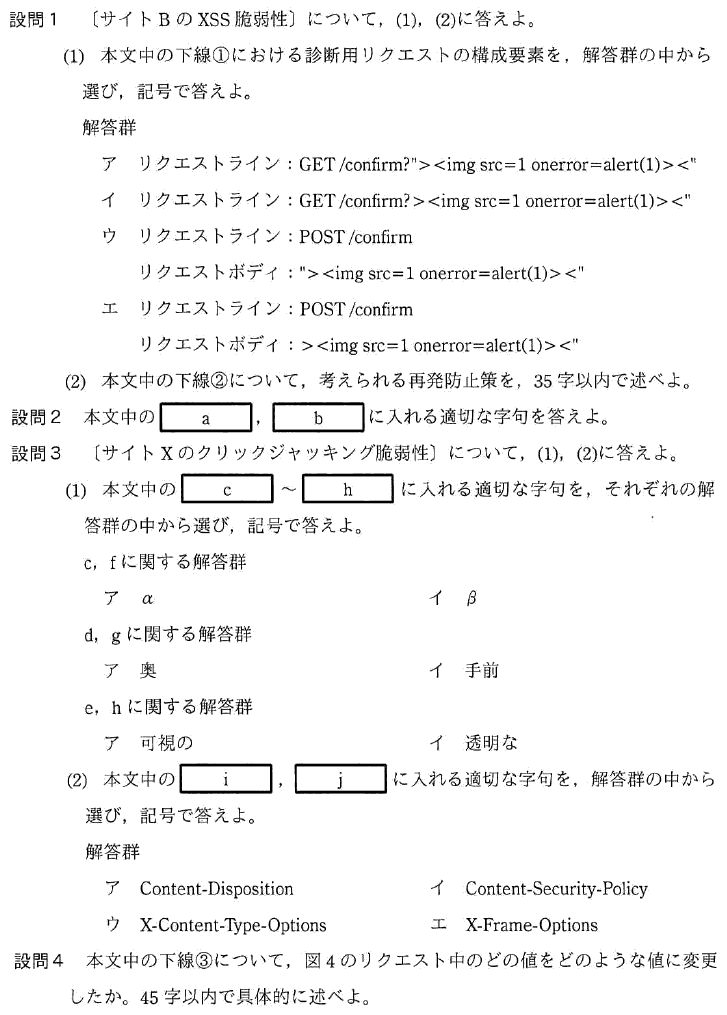 設問1 〔サイトBのXSS脆弱性〕について，(1)，(2)に答えよ。
(1) 本文中の下線①における診断用リクエストの構成要素を，解答群の中から
選び，記号で答えよ。
解答群
ア リクエストライン：GET /confirm?"><img src=1 onerror=alert(1)><"
イ リクエストライン：GET /confirm?><img src=1 onerror=alert(1)><"
ウ リクエストライン：POST /confirm
リクエストボディ："><img src=1 onerror=alert(1)><"
エ リクエストライン：POST /confirm
リクエストボディ：><img src=1 onerror=alert(1)><"
(2) 本文中の下線②について，考えられる再発防止策を，35字以内で述べよ。
設問2 本文中の a ， b に入れる適切な字句を答えよ。
設問3 〔サイトXのクリックジャッキング脆弱性〕について，(1)，(2)に答えよ。
(1) 本文中の c ～ h に入れる適切な字句を，それぞれの解
答群の中から選び，記号で答えよ。
c，fに関する解答群
ア α イ β
d，gに関する解答群
ア 奥 イ 手前
e，hに関する解答群
ア 可視の イ 透明な
(2) 本文中の i ， j に入れる適切な字句を，解答群の中から
選び，記号で答えよ。
解答群
ア Content-Disposition イ Content-Security-Policy
ウ X-Content-Type-Options エ X-Frame-Options
設問4 本文中の下線③について，図4のリクエスト中のどの値をどのような値に変更
したか。45字以内で具体的に述べよ。